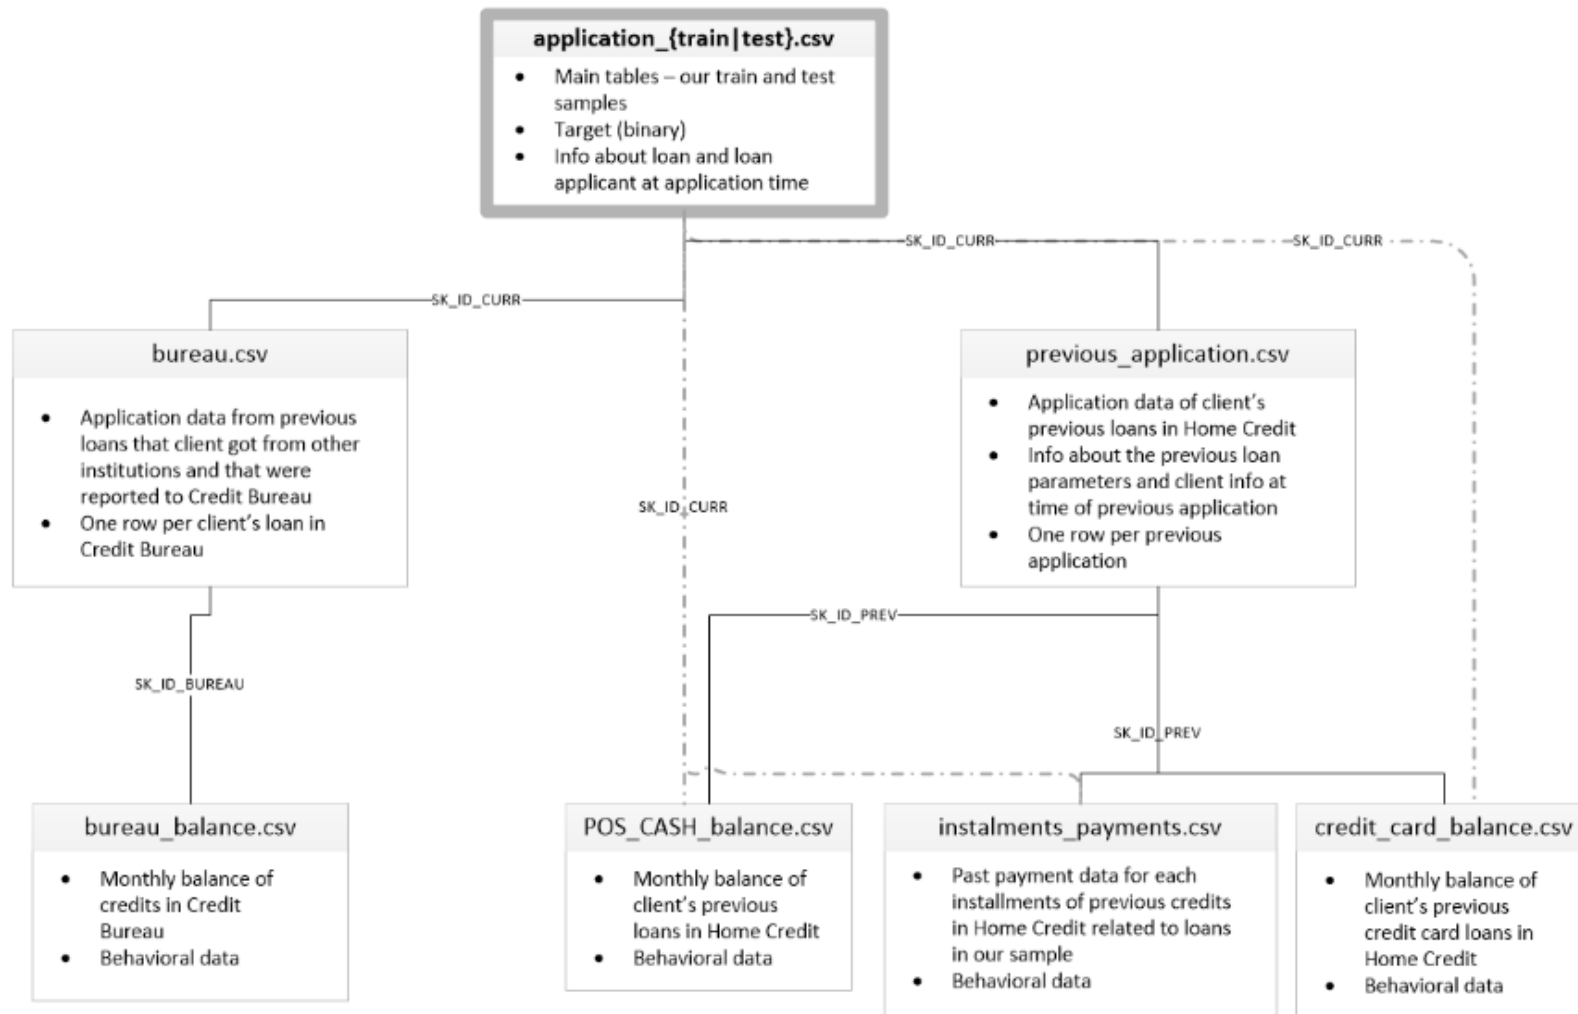 application_{train|test}.csv
• Main tables – our train and test
samples
• Target (binary)
• Info about loan and loan
applicant at application time
SK_ID_CURR
SK_ID_CURR
SK_ID_CURR
bureau.csv
• Application data from previous
loans that client got from other
institutions and that were
reported to Credit Bureau
• One row per client's loan in
Credit Bureau
previous_application.csv
• Application data of client's
previous loans in Home Credit
• Info about the previous loan
parameters and client info at
time of previous application
• One row per previous
application
SK_ID_CURR
SK_ID_PREV
SK_ID_BUREAU
SK_ID_PREV
bureau_balance.csv
• Monthly balance of
credits in Credit
Bureau
• Behavioral data
POS_CASH_balance.csv
• Monthly balance of
client's previous
loans in Home Credit
• Behavioral data
instalments_payments.csv
• Past payment data for each
installments of previous credits
in Home Credit related to loans
in our sample
• Behavioral data
credit_card_balance.csv
• Monthly balance of
client's previous
credit card loans in
Home Credit
• Behavioral data